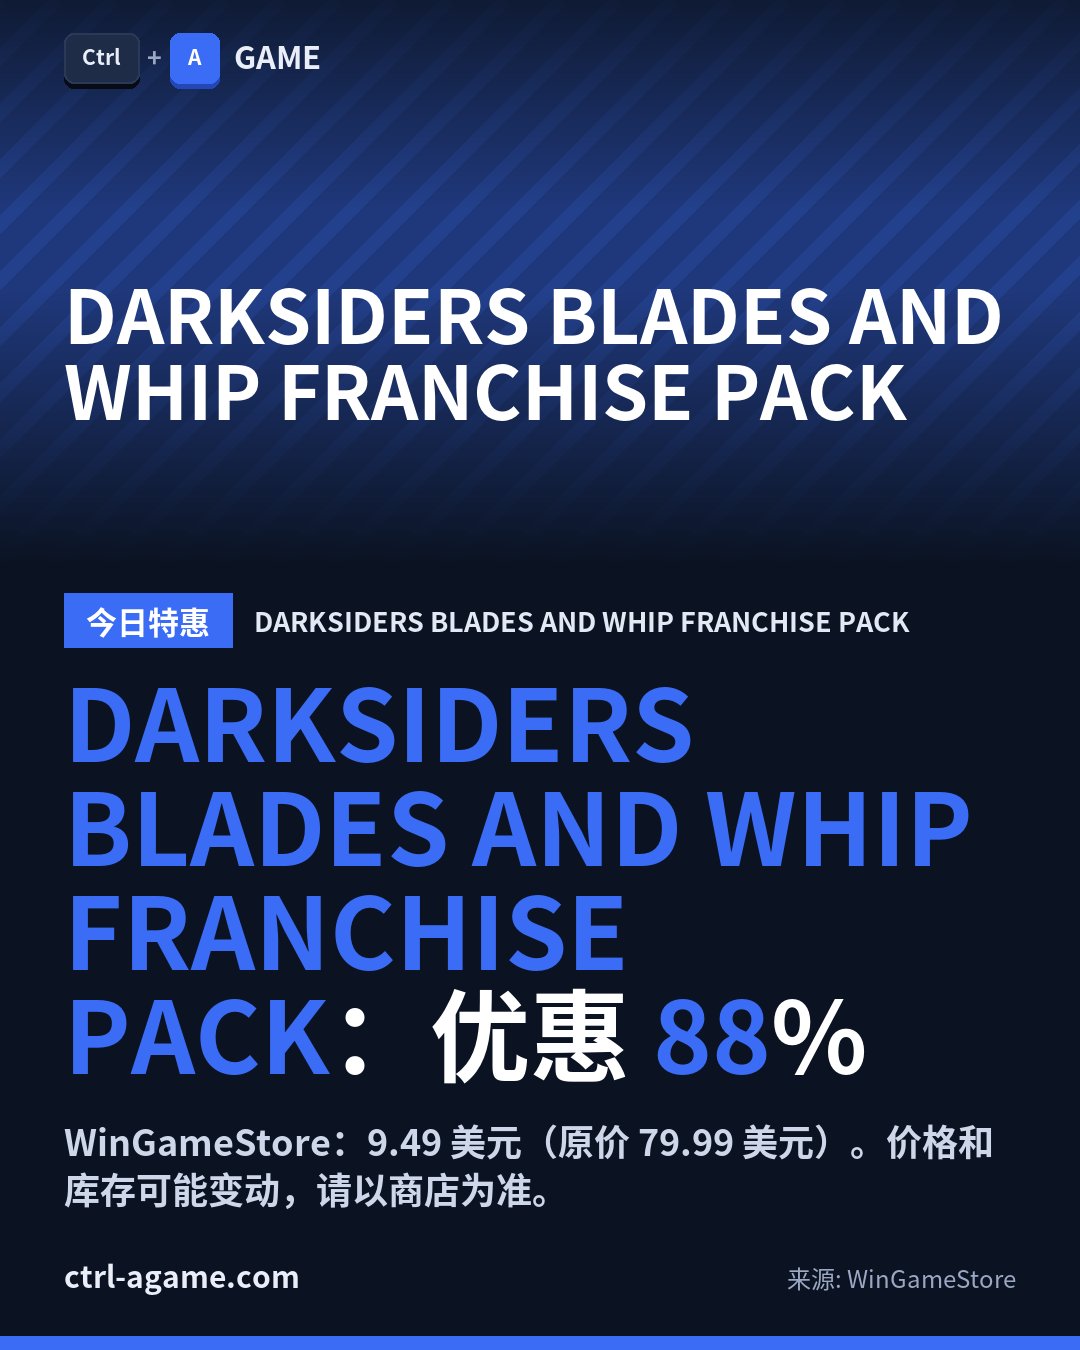 Ctrl + A GAME
DARKSIDERS BLADES AND
WHIP FRANCHISE PACK
今日特惠 DARKSIDERS BLADES AND WHIP FRANCHISE PACK
DARKSIDERS
BLADES AND WHIP
FRANCHISE
PACK：优惠 88%
WinGameStore：9.49 美元（原价 79.99 美元）。价格和
库存可能变动，请以商店为准。
ctrl-agame.com
来源: WinGameStore